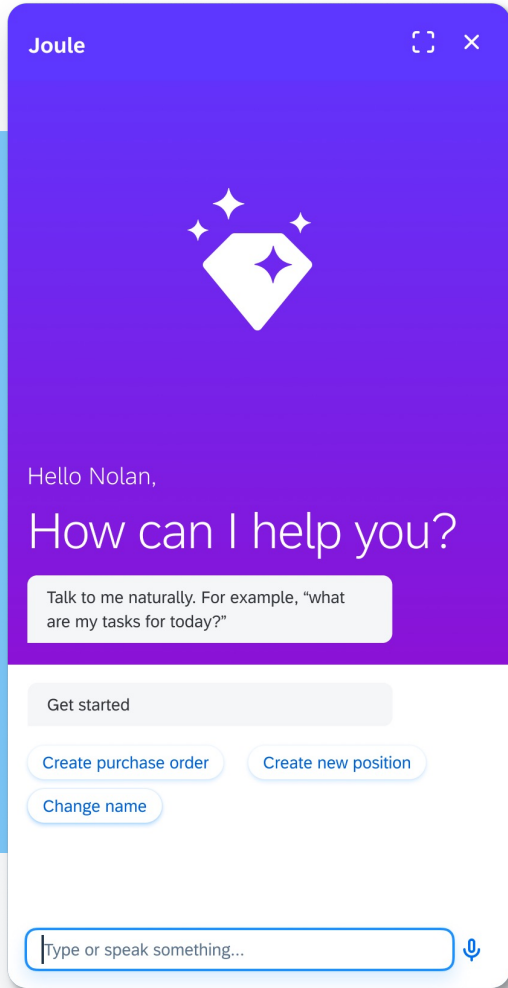 Joule
Hello Nolan,
How can I help you?
Talk to me naturally. For example, “what
are my tasks for today?”
Get started
Create purchase order
Create new position
Change name
Type or speak something...